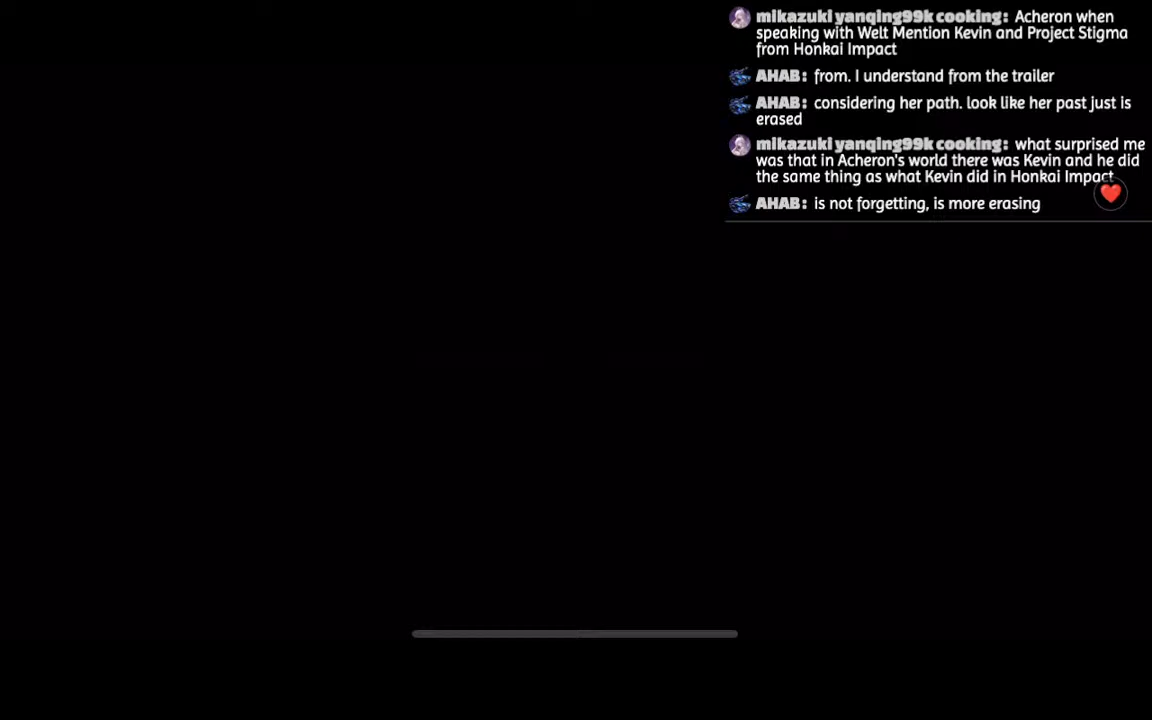 mikazuki yanqing99k cooking: Acheron when
speaking with Welt Mention Kevin and Project Stigma
from Honkai Impact
AHAB: from. I understand from the trailer
AHAB: considering her path. look like her past just is
erased
mikazuki yanqing99k cooking: what surprised me
was that in Acheron's world there was Kevin and he did
the same thing as what Kevin did in Honkai Impact
AHAB: is not forgetting, is more erasing